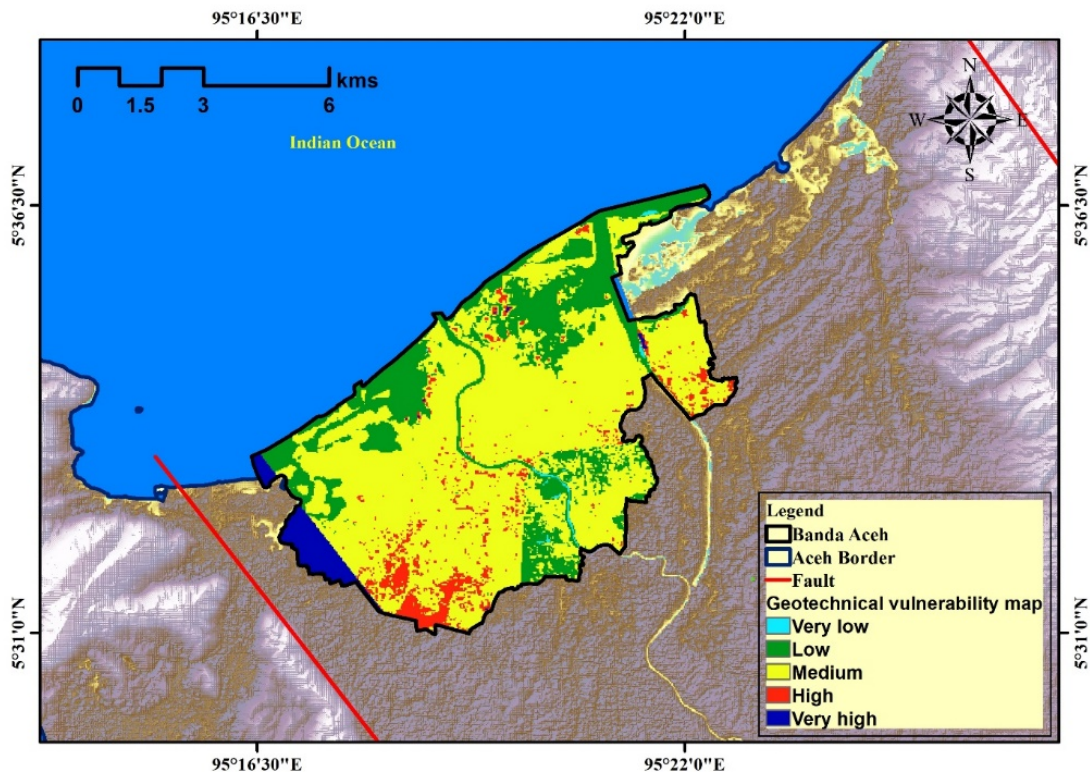 95°16'30"E
95°22'0"E
kms
0 1.5 3 6
N
W E
S
Indian Ocean
5°36'30"N
5°36'30"N
Legend
Banda Aceh
Aceh Border
Fault
Geotechnical vulnerability map
Very low
Low
Medium
High
Very high
5°31'0"N
5°31'0"N
95°16'30"E
95°22'0"E